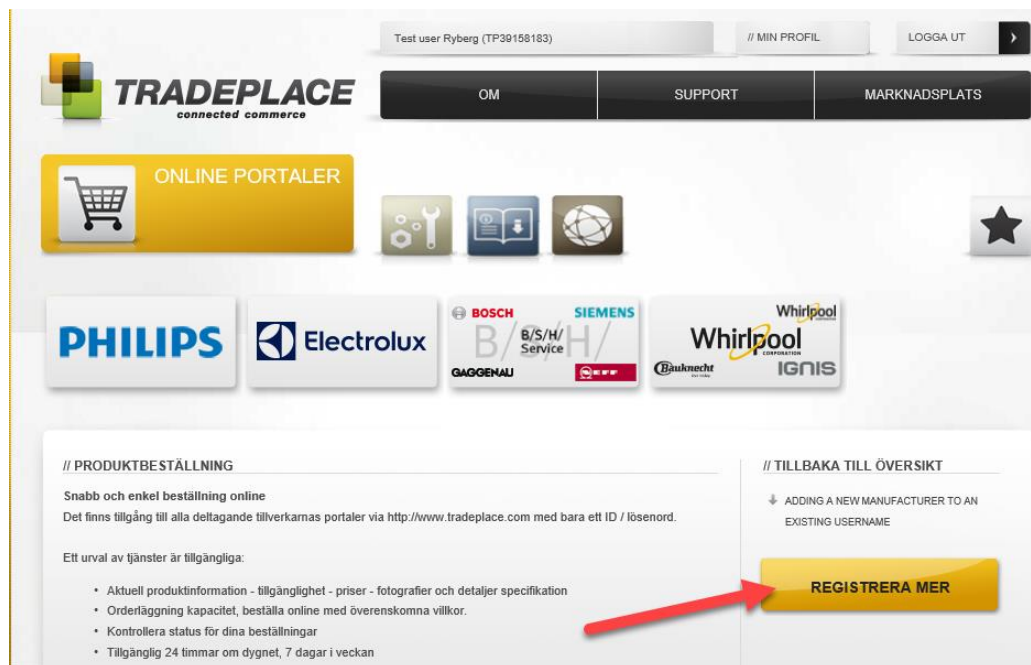 Test user Ryberg (TP39158183)
// MIN PROFIL
LOGGA UT
TRADEPLACE
connected commerce
OM
SUPPORT
MARKNADSPLATS
ONLINE PORTALER
PHILIPS
Electrolux
BOSCH
SIEMENS
B/S/H/
B/S/H/
Service
GAGGENAU
NEFF
Whirlpool
CORPORATION
Whirlpool
CORPORATION
Bauknecht
IGNIS
// PRODUKTBESTÄLLNING
Snabb och enkel beställning online
Det finns tillgång till alla deltagande tillverkarnas portaler via http://www.tradeplace.com med bara ett ID / lösenord.
Ett urval av tjänster är tillgängliga:
• Aktuell produktinformation - tillgänglighet - priser - fotografier och detaljer specifikation
• Orderläggning kapacitet, beställa online med överenskomna villkor.
• Kontrollera status för dina beställningar
• Tillgänglig 24 timmar om dygnet, 7 dagar i veckan
// TILLBAKA TILL ÖVERSIKT
ADDING A NEW MANUFACTURER TO AN
EXISTING USERNAME
REGISTRERA MER